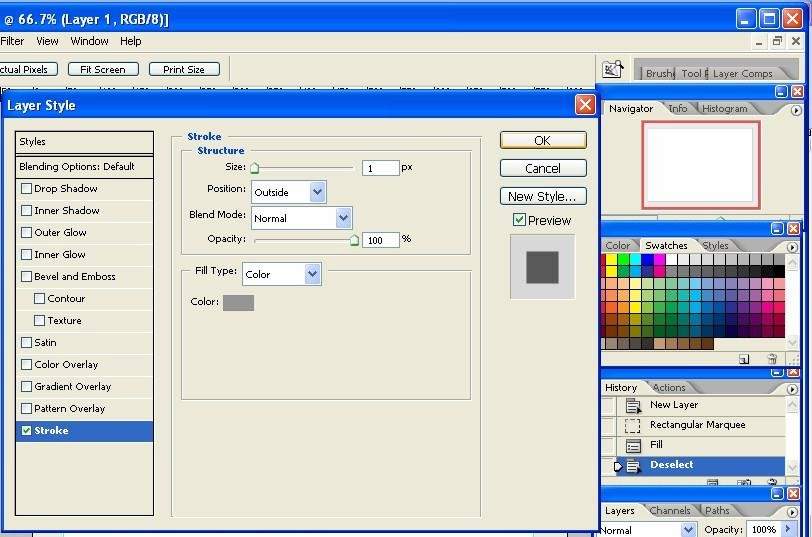 @ 66.7% (Layer 1, RGB/8)]
Filter View Window Help
ctual Pixels Fit Screen Print Size
Brushe Tool P Layer Comps
Layer Style
Navigator Info Histogram
Styles
Blending Options: Default
Drop Shadow
Inner Shadow
Outer Glow
Inner Glow
Bevel and Emboss
Contour
Texture
Satin
Color Overlay
Gradient Overlay
Pattern Overlay
Stroke
Stroke
Structure
Size: 1 px
Position: Outside
Blend Mode: Normal
Opacity: 100 %
Fill Type: Color
Color:
OK
Cancel
New Style...
Preview
Color Swatches Styles
History Actions
New Layer
Rectangular Marquee
Fill
Deselect
Layers Channels Paths
Normal Opacity: 100%